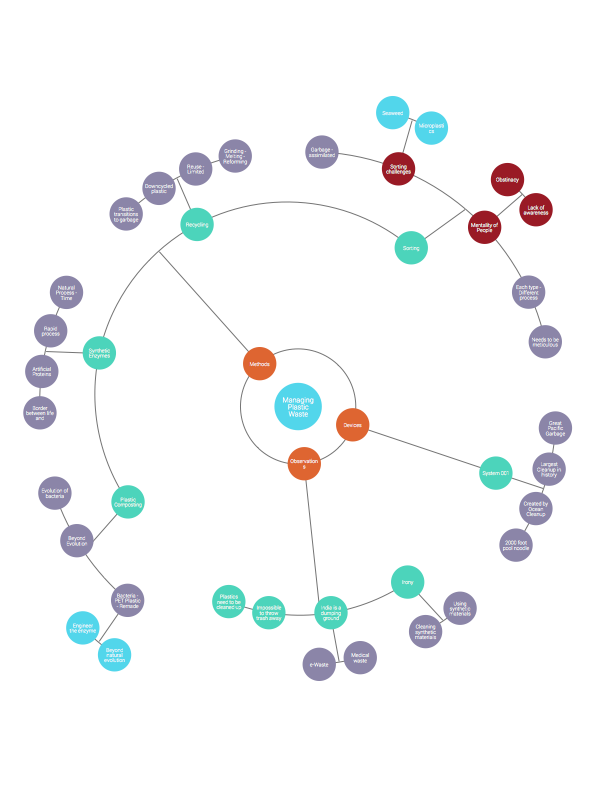 Seaweed
Microplasti
cs
Garbage -
assimilated
Sorting
challenges
Obstinacy
Lack of
awareness
Mentality of
People
Sorting
Each type -
Different
process
Needs to be
meticulous
Grinding -
Melting -
Reforming
Reuse -
Limited
Downcycled
plastic
Plastic
transitions
to garbage
Recycling
Natural
Process -
Time
Rapid
process
Artificial
Proteins
Border
between life
and
Synthetic
Enzymes
Methods
Managing
Plastic
Waste
Devices
Observation
s
System 001
Great
Pacific
Garbage
Largest
Cleanup in
history
Created by
Ocean
Cleanup
2000 foot
pool noodle
Evolution of
bacteria
Plastic
Composting
Beyond
Evolution
Bacteria -
PET Plastic
- Remade
Engineer
the enzyme
Beyond
natural
evolution
Plastics
need to be
cleaned up
Impossible
to throw
trash away
India is a
dumping
ground
Irony
Using
synthetic
materials
Cleaning
synthetic
materials
e-Waste
Medical
waste